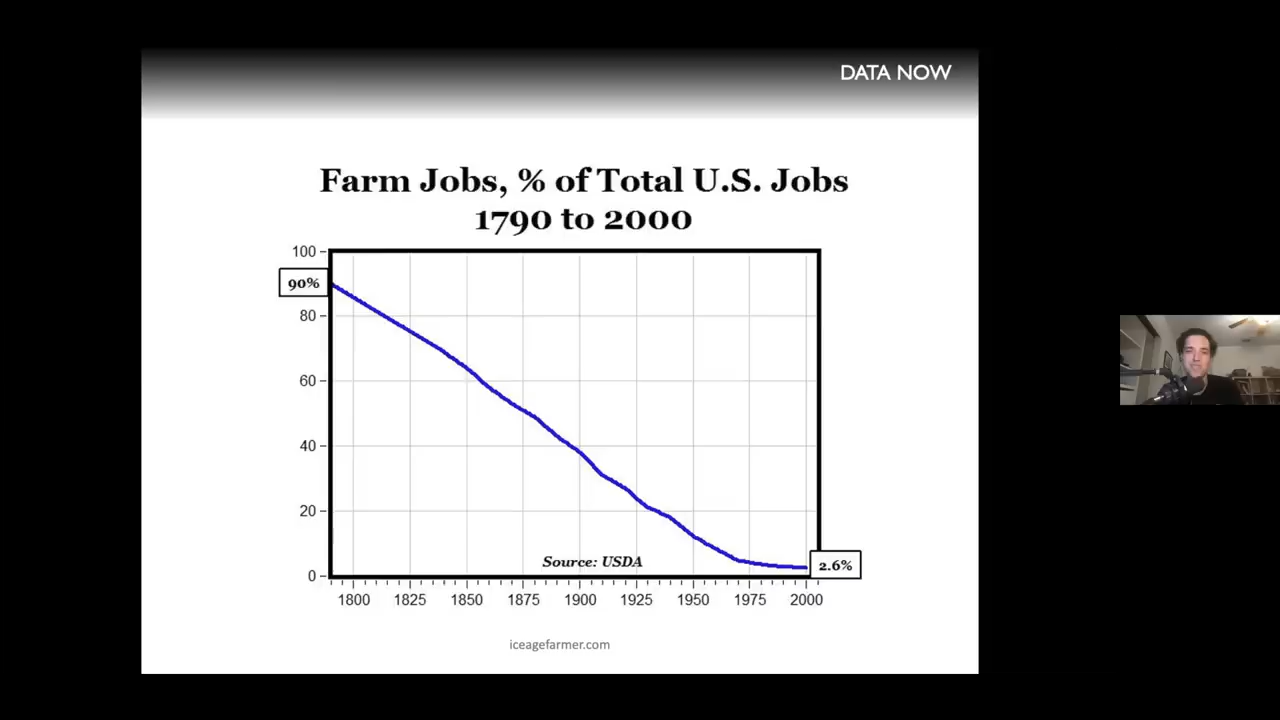 DATA NOW
Farm Jobs, % of Total U.S. Jobs
1790 to 2000
100
90%
80
60
40
20
Source: USDA
2.6%
0
1800 1825 1850 1875 1900 1925 1950 1975 2000
iceagefarmer.com